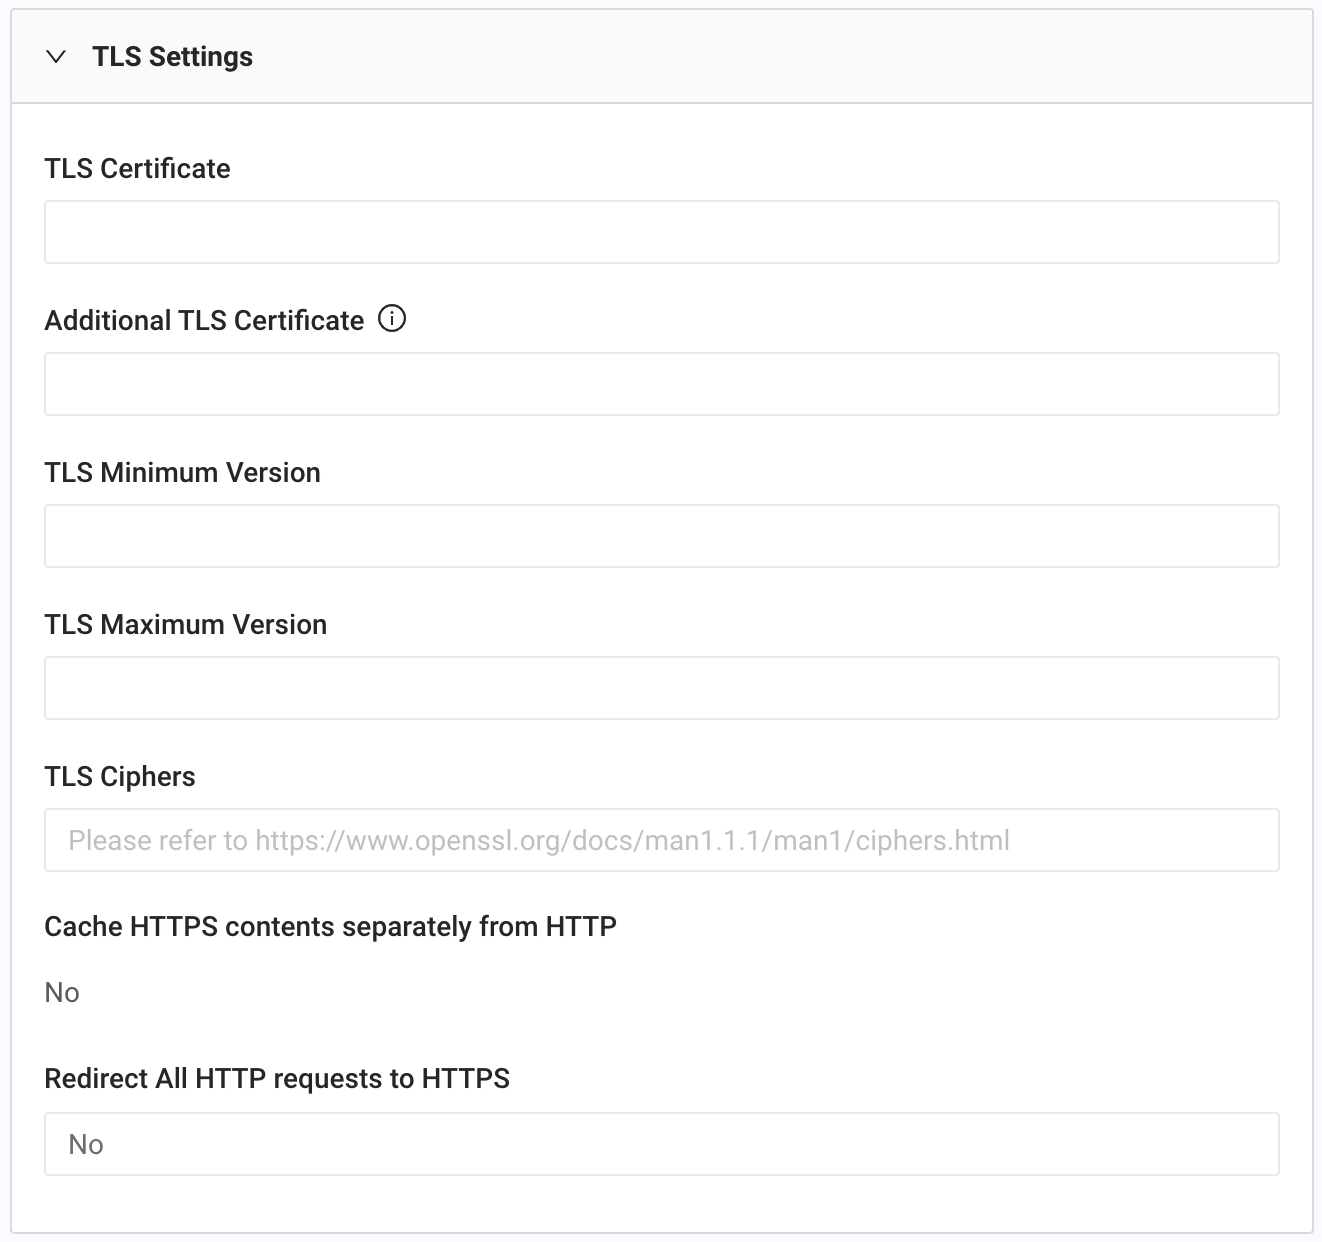 TLS Settings
TLS Certificate
Additional TLS Certificate
TLS Minimum Version
TLS Maximum Version
TLS Ciphers
Please refer to https://www.openssl.org/docs/man1.1.1/man1/ciphers.html
Cache HTTPS contents separately from HTTP
No
Redirect All HTTP requests to HTTPS
No